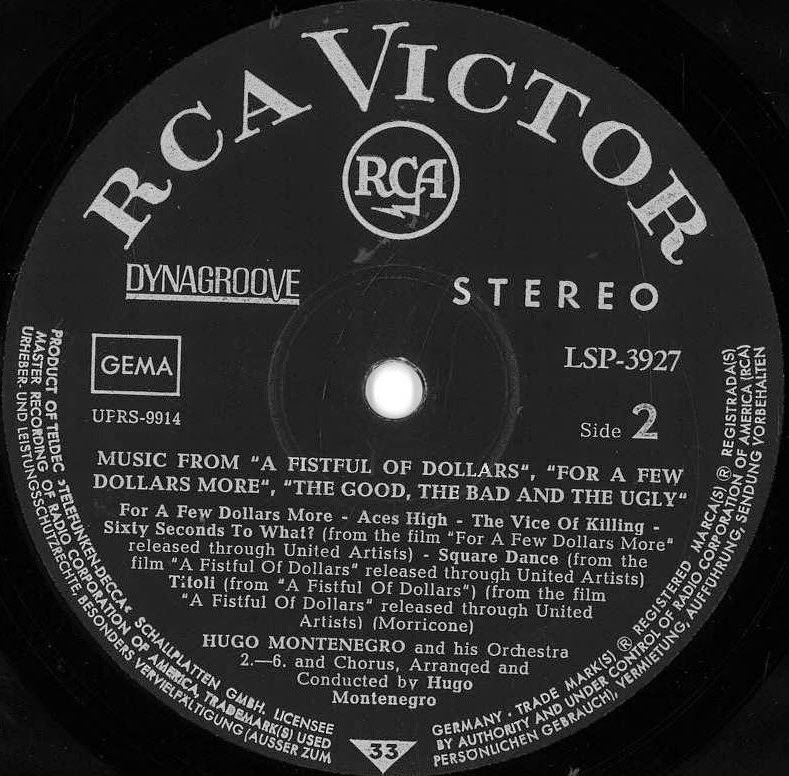 RCA VICTOR
RCA
DYNAGROOVE
STEREO
GEMA
LSP-3927
UFRS-9914
Side 2
MUSIC FROM "A FISTFUL OF DOLLARS", "FOR A FEW
DOLLARS MORE", "THE GOOD, THE BAD AND THE UGLY"
For A Few Dollars More - Aces High - The Vice Of Killing -
Sixty Seconds To What? (from the film "For A Few Dollars More"
released through United Artists) - Square Dance (from the
film "A Fistful Of Dollars" released through United Artists)
Titoli (from "A Fistful Of Dollars") (from the film
"A Fistful Of Dollars" released through United
Artists) (Morricone)
HUGO MONTENEGRO and his Orchestra
2.—6. and Chorus, Arranged and
Conducted by Hugo
Montenegro
33
PRODUCT OF TELDEC »TELEFUNKEN-DECCA« SCHALLPLATTEN GMBH. LICENSEE
MASTER RECORDING OF RADIO CORPORATION OF AMERICA, TRADEMARK(S) USED
URHEBER- UND LEISTUNGSSCHUTZRECHTE, BESONDERS VERVIELFÄLTIGUNG (AUSSER ZUM
GERMANY · TRADE MARK(S) ® REGISTERED MARCA(S) ® REGISTRADA(S)
BY AUTHORITY AND UNDER CONTROL OF RADIO CORPORATION OF AMERICA (RCA)
PERSÖNLICHEN GEBRAUCH), VERMIETUNG, AUFFÜHRUNG, SENDUNG VORBEHALTEN